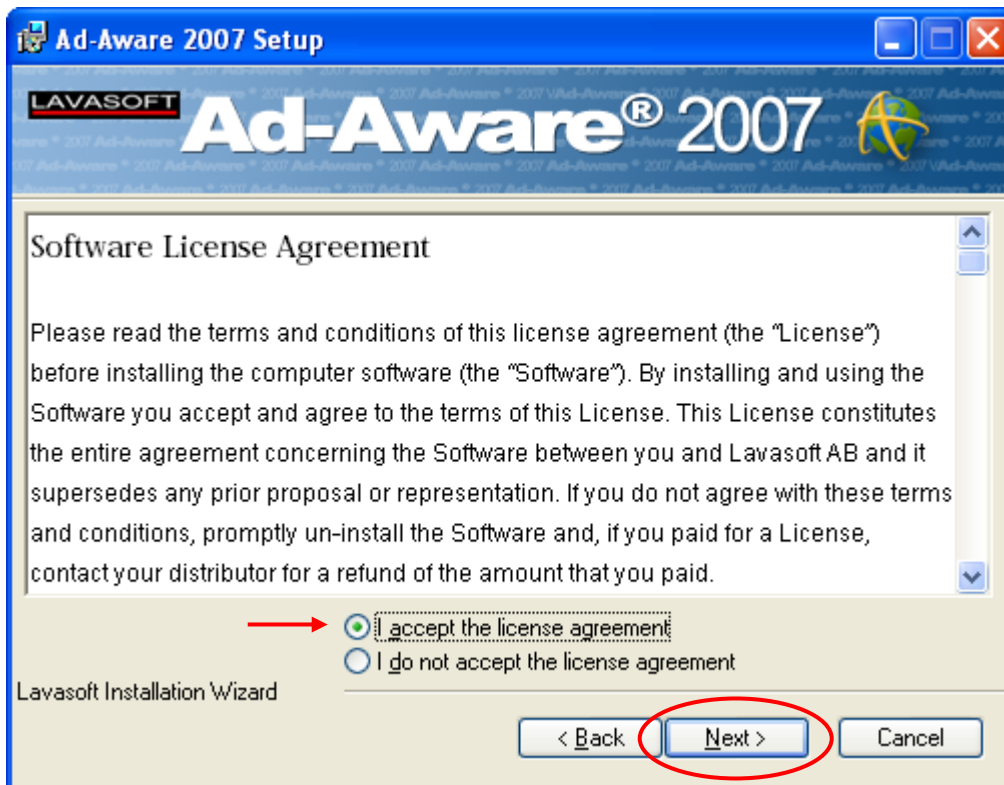 Ad-Aware 2007 Setup
LAVASOFT
Ad-Aware® 2007
Software License Agreement
Please read the terms and conditions of this license agreement (the “License”)
before installing the computer software (the “Software”). By installing and using the
Software you accept and agree to the terms of this License. This License constitutes
the entire agreement concerning the Software between you and Lavasoft AB and it
supersedes any prior proposal or representation. If you do not agree with these terms
and conditions, promptly un-install the Software and, if you paid for a License,
contact your distributor for a refund of the amount that you paid.
I accept the license agreement
I do not accept the license agreement
Lavasoft Installation Wizard
< Back
Next >
Cancel